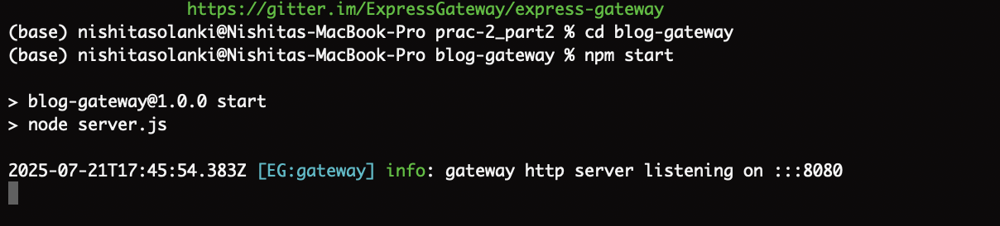 https://gitter.im/ExpressGateway/express-gateway
(base) nishitasolanki@Nishitas-MacBook-Pro prac-2_part2 % cd blog-gateway
(base) nishitasolanki@Nishitas-MacBook-Pro blog-gateway % npm start
> blog-gateway@1.0.0 start
> node server.js
2025-07-21T17:45:54.383Z [EG:gateway] info: gateway http server listening on :::8080